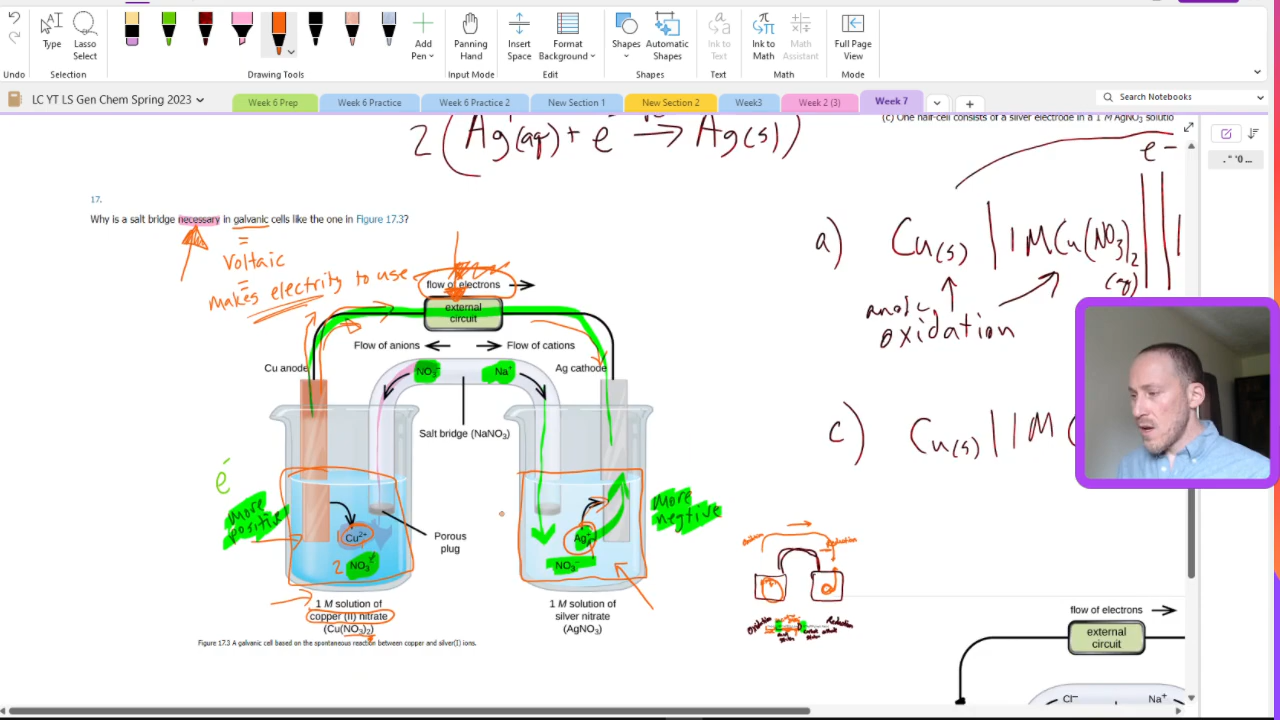 Undo
Type
Lasso Select
Selection
Drawing Tools
Add Pen
Panning Hand
Input Mode
Insert Space
Format Background
Edit
Shapes
Automatic Shapes
Shapes
Ink to Text
Text
Ink to Math
Math Assistant
Math
Full Page View
Mode
LC YT LS Gen Chem Spring 2023
Week 6 Prep
Week 6 Practice
Week 6 Practice 2
New Section 1
New Section 2
Week3
Week 2 (3)
Week 7
Search Notebooks
(c) One half-cell consists of a silver electrode in a 1 M AgNO3 solutio
2(Ag+(aq) + e- → Ag(s))
e-
17.
Why is a salt bridge necessary in galvanic cells like the one in Figure 17.3?
=
Voltaic
=
makes electrity to use
flow of electrons
external circuit
Flow of anions
Flow of cations
Cu anode
Ag cathode
NO3-
Na+
Salt bridge (NaNO3)
e-
more positive
more negtive
Cu2+
2 NO3-
Porous plug
Ag+
NO3-
1 M solution of
copper (II) nitrate
(Cu(NO3)2)
1 M solution of
silver nitrate
(AgNO3)
Figure 17.3 A galvanic cell based on the spontaneous reaction between copper and silver(I) ions.
a) Cu(s) | 1M Cu(NO3)2 (aq) ||
anode
oxidation
c) Cu(s) | 1M (
Reduction
Oxidation
Reduction
flow of electrons
external circuit
Cl-
Na+